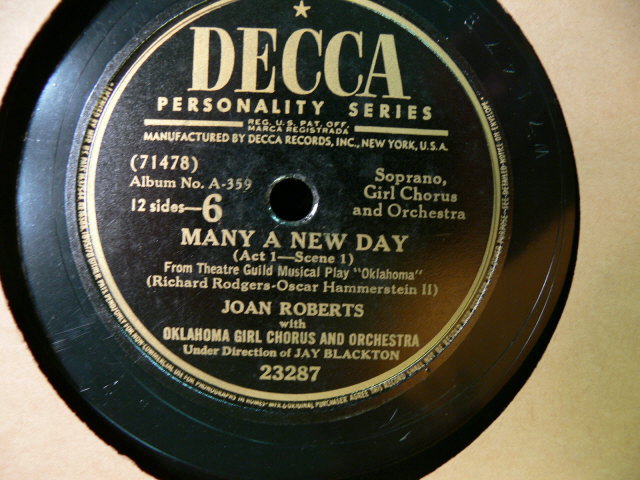 DECCA
PERSONALITY SERIES
REG. U.S. PAT. OFF.
MARCA REGISTRADA
MANUFACTURED BY DECCA RECORDS, INC., NEW YORK, U.S.A.
(71478)
Album No. A-359
12 sides—6
Soprano,
Girl Chorus
and Orchestra
MANY A NEW DAY
(Act 1—Scene 1)
From Theatre Guild Musical Play "Oklahoma"
(Richard Rodgers-Oscar Hammerstein II)
JOAN ROBERTS
with
OKLAHOMA GIRL CHORUS AND ORCHESTRA
Under Direction of JAY BLACKTON
23287